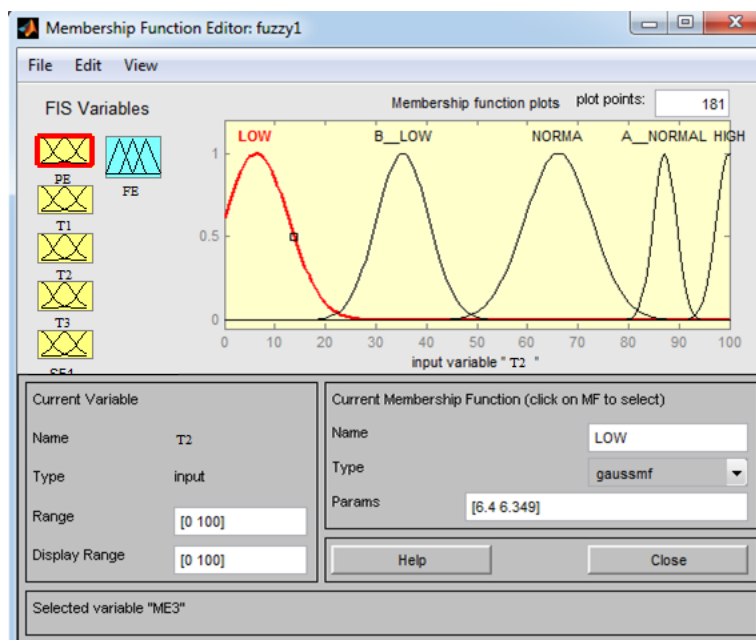 Membership Function Editor: fuzzy1
File Edit View
FIS Variables
Membership function plots plot points: 181
PE
FE
T1
T2
T3
LOW B__LOW NORMA A__NORMAL HIGH
1
0.5
0
0 10 20 30 40 50 60 70 80 90 100
input variable " T2 "
Current Variable
Name T2
Type input
Range [0 100]
Display Range [0 100]
Current Membership Function (click on MF to select)
Name LOW
Type gaussmf
Params [6.4 6.349]
Help Close
Selected variable "ME3"